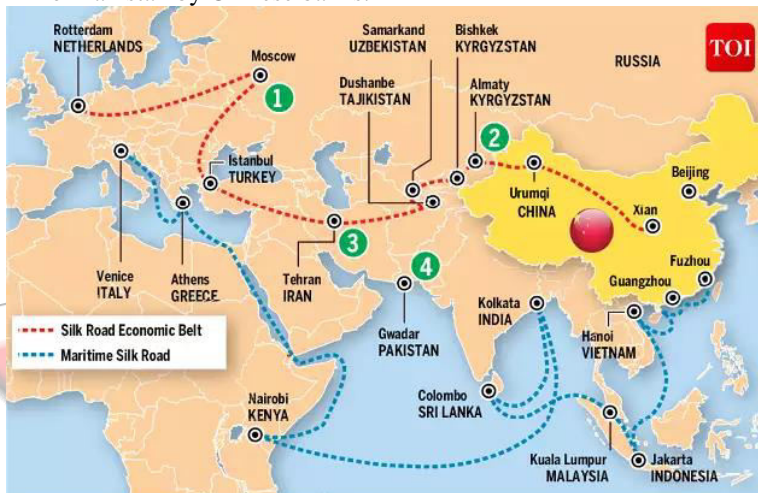 Rotterdam
NETHERLANDS
Moscow
Samarkand
UZBEKISTAN
Bishkek
KYRGYZSTAN
RUSSIA
TOI
Dushanbe
TAJIKISTAN
Almaty
KYRGYZSTAN
1
2
Istanbul
TURKEY
Urumqi
CHINA
Beijing
Xian
3
4
Venice
ITALY
Athens
GREECE
Tehran
IRAN
Gwadar
PAKISTAN
Kolkata
INDIA
Fuzhou
Guangzhou
Hanoi
VIETNAM
Silk Road Economic Belt
Maritime Silk Road
Nairobi
KENYA
Colombo
SRI LANKA
Kuala Lumpur
MALAYSIA
Jakarta
INDONESIA